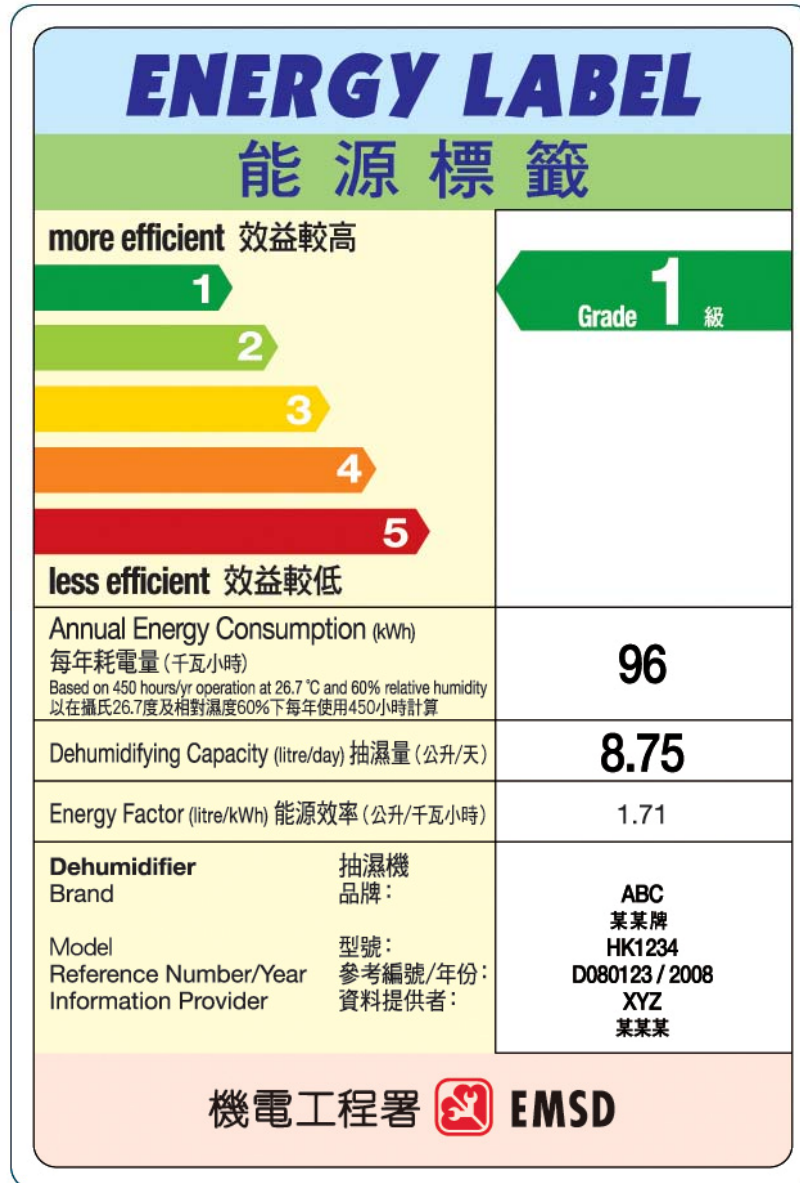 ENERGY LABEL
能源標籤
more efficient 效益較高
1
2
3
4
5
less efficient 效益較低
Grade 1 級
Annual Energy Consumption (kWh)
每年耗電量(千瓦小時)
Based on 450 hours/yr operation at 26.7 °C and 60% relative humidity
以在攝氏26.7度及相對濕度60%下每年使用450小時計算
96
Dehumidifying Capacity (litre/day) 抽濕量(公升/天)
8.75
Energy Factor (litre/kWh) 能源效率(公升/千瓦小時)
1.71
Dehumidifier 抽濕機
Brand 品牌: ABC
某某牌
Model 型號: HK1234
Reference Number/Year 參考編號/年份: D080123 / 2008
Information Provider 資料提供者: XYZ
某某某
機電工程署 EMSD